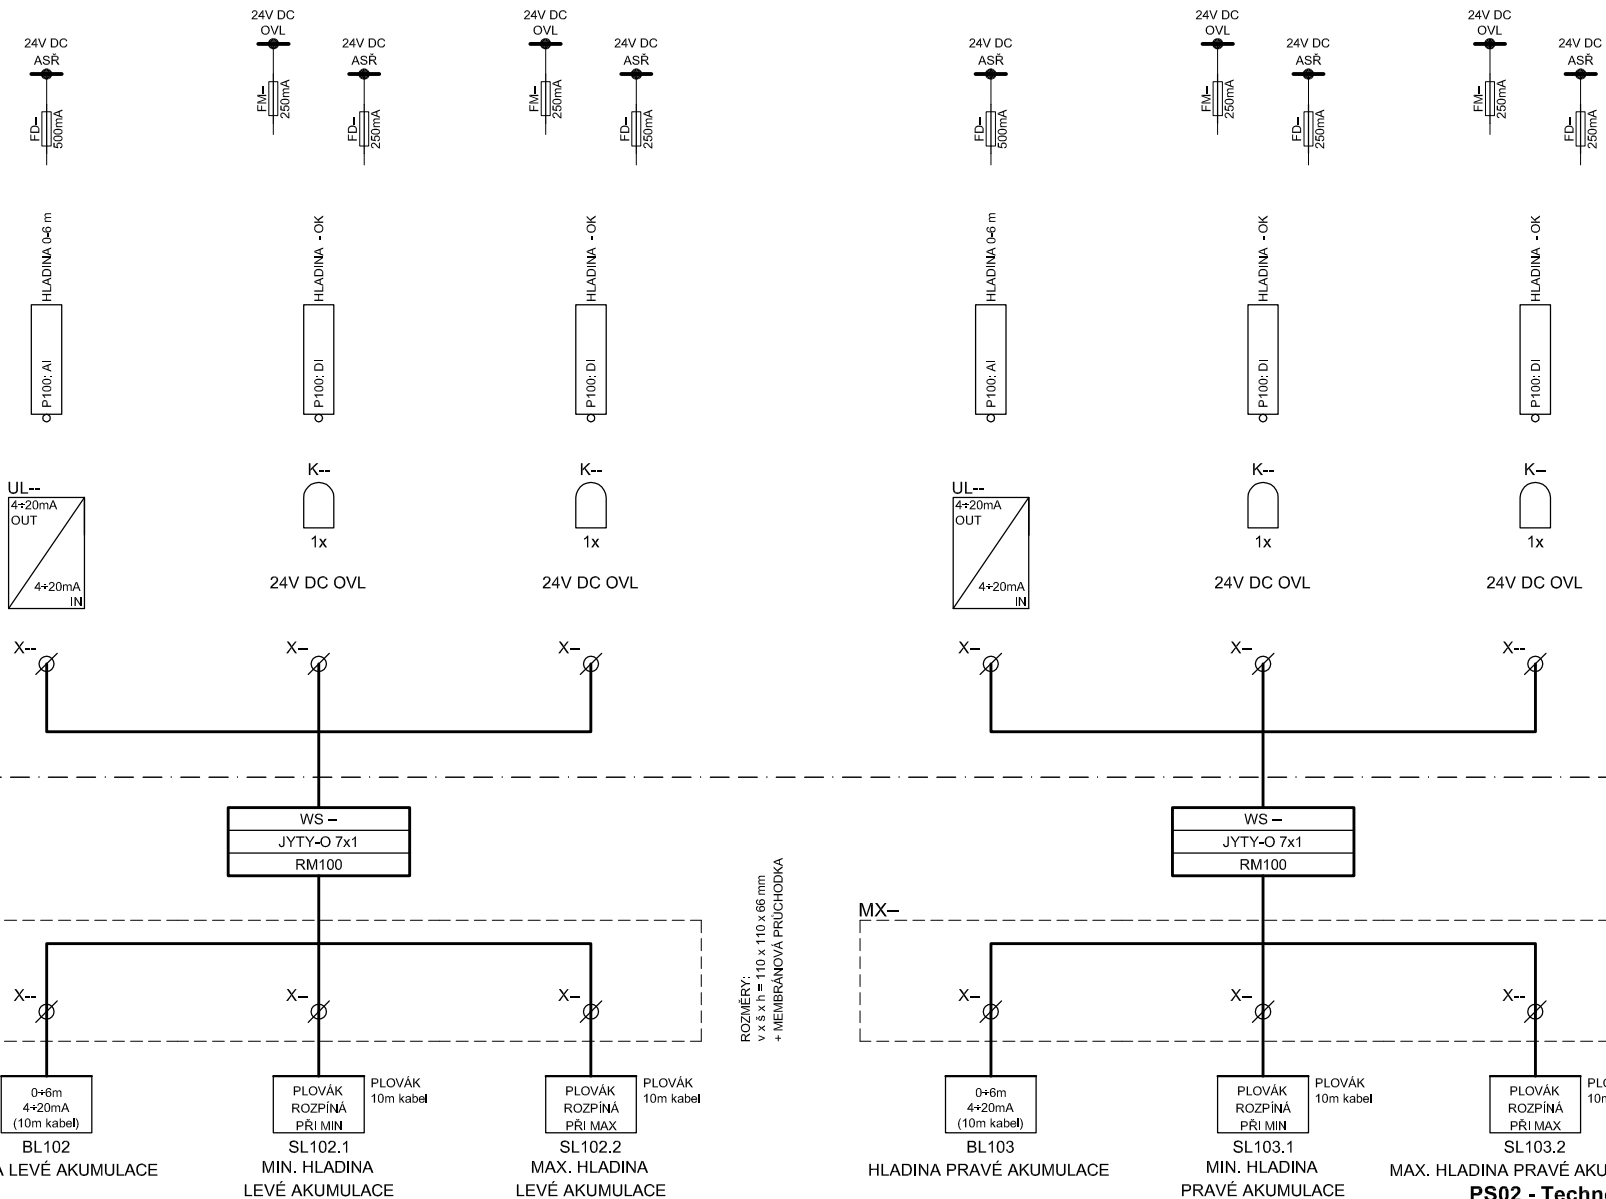 24V DC
OVL
24V DC
OVL
24V DC
OVL
24V DC
OVL
24V DC
ASŘ
24V DC
ASŘ
24V DC
ASŘ
24V DC
ASŘ
24V DC
ASŘ
24V DC
ASŘ
FD–
500mA
FM–
250mA
FD–
250mA
FM–
250mA
FD–
250mA
FD–
500mA
FM–
250mA
FD–
250mA
FM–
250mA
FD–
250mA
HLADINA 0-6 m
HLADINA - OK
HLADINA - OK
HLADINA 0-6 m
HLADINA - OK
HLADINA - OK
P100: AI
P100: DI
P100: DI
P100: AI
P100: DI
P100: DI
UL--
4÷20mA
OUT
4÷20mA
IN
K--
1x
24V DC OVL
K--
1x
24V DC OVL
UL--
4÷20mA
OUT
4÷20mA
IN
K--
1x
24V DC OVL
K–
1x
24V DC OVL
X--
X–
X–
X–
X–
X--
WS –
JYTY-O 7x1
RM100
WS –
JYTY-O 7x1
RM100
ROZMĚRY:
v x š x h = 110 x 110 x 66 mm
+ MEMBRÁNOVÁ PRŮCHODKA
MX–
X--
X–
X–
X–
X–
X--
0÷6m
4÷20mA
(10m kabel)
BL102
A LEVÉ AKUMULACE
PLOVÁK
ROZPÍNÁ
PŘI MIN
PLOVÁK
10m kabel
SL102.1
MIN. HLADINA
LEVÉ AKUMULACE
PLOVÁK
ROZPÍNÁ
PŘI MAX
PLOVÁK
10m kabel
SL102.2
MAX. HLADINA
LEVÉ AKUMULACE
0÷6m
4÷20mA
(10m kabel)
BL103
HLADINA PRAVÉ AKUMULACE
PLOVÁK
ROZPÍNÁ
PŘI MIN
PLOVÁK
10m kabel
SL103.1
MIN. HLADINA
PRAVÉ AKUMULACE
PLOVÁK
ROZPÍNÁ
PŘI MAX
SL103.2
MAX. HLADINA PRAVÉ AKU
PS02 - Techno